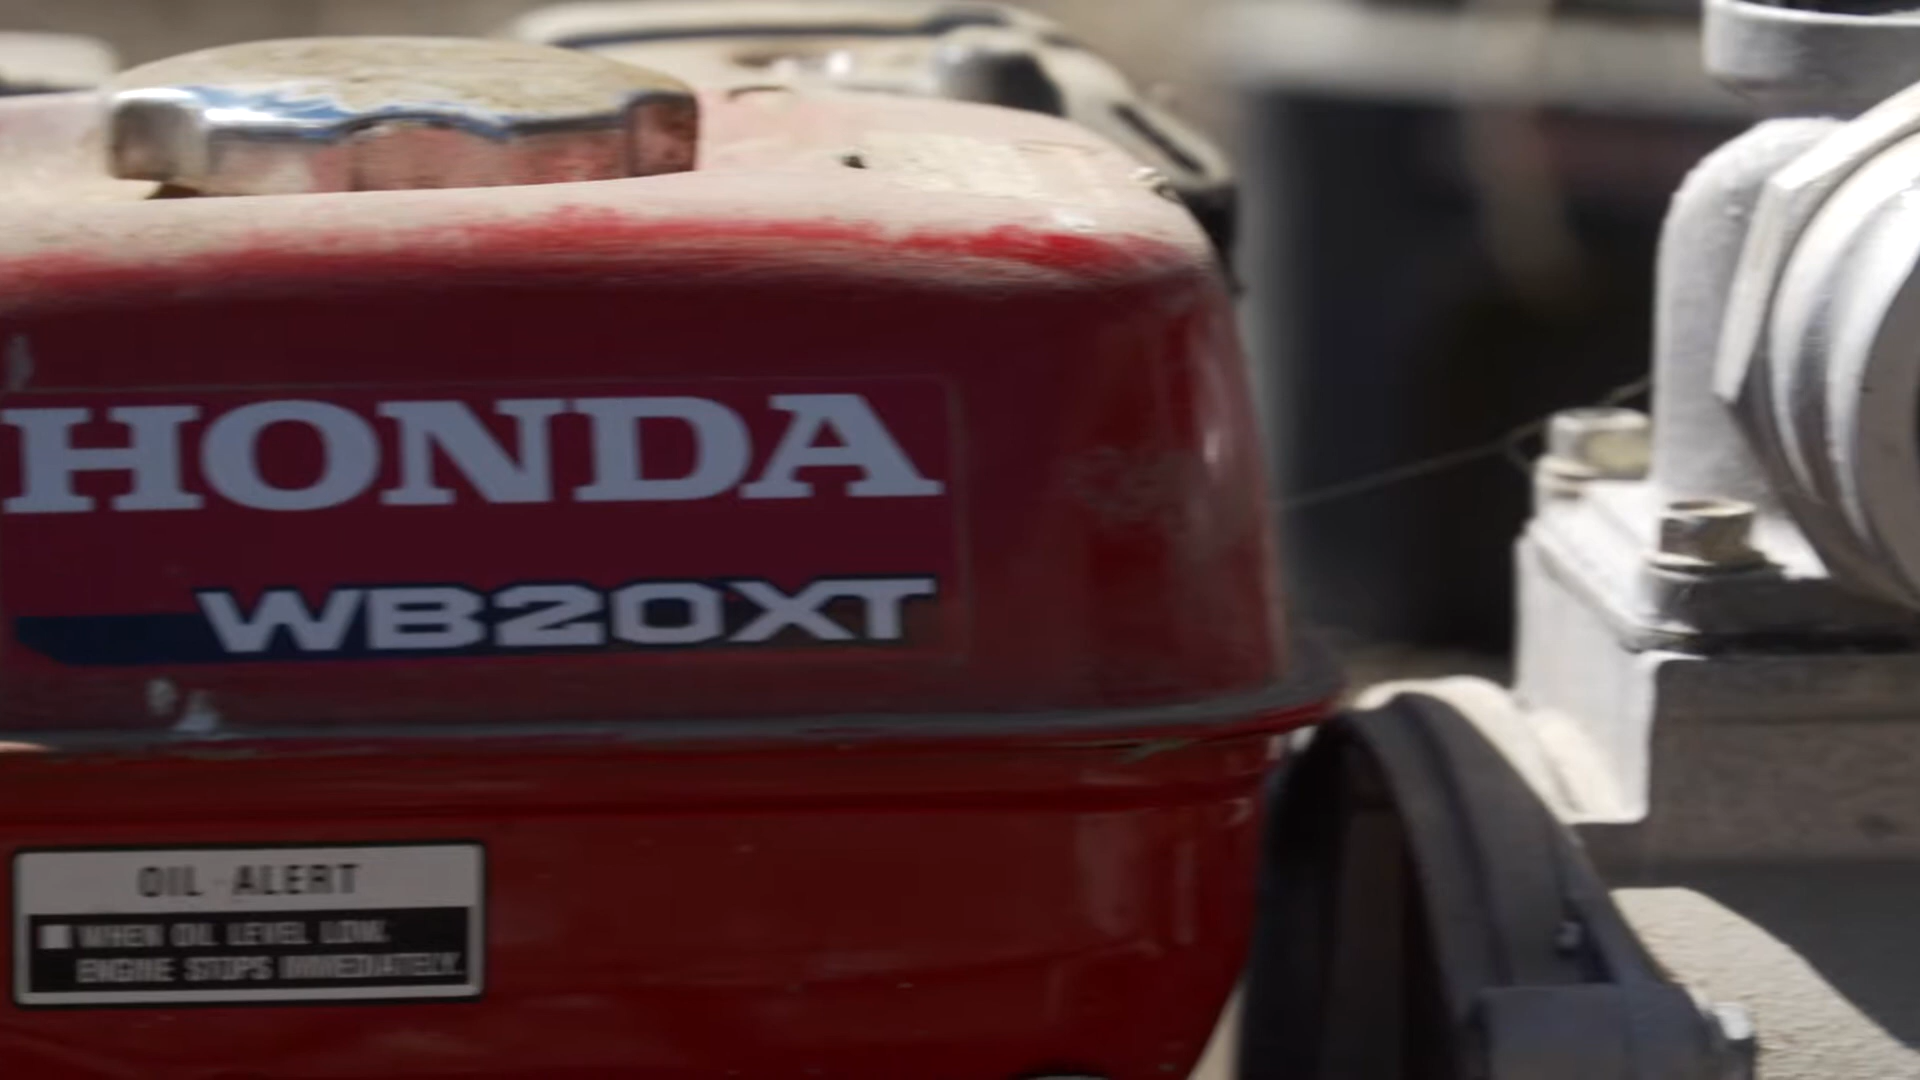 HONDA
WB20XT
OIL ALERT
WHEN OIL LEVEL LOW,
ENGINE STOPS IMMEDIATELY.